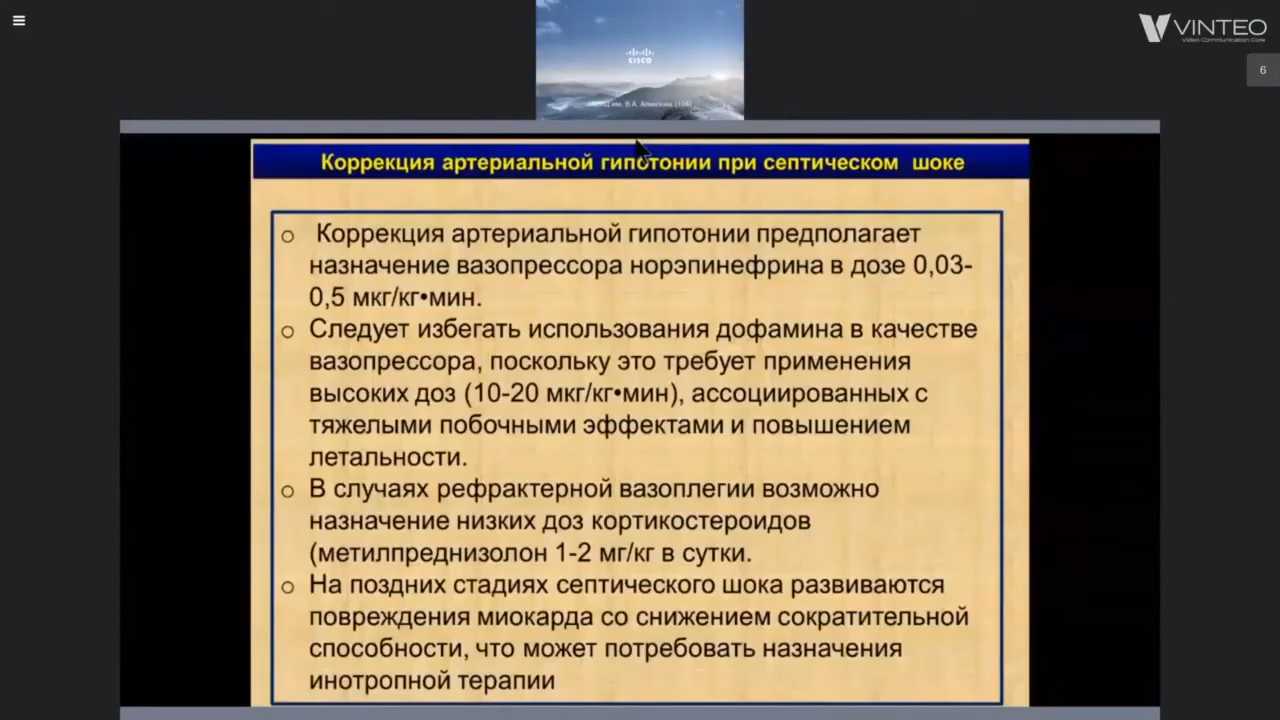 VINTEO
Video Communication Core
6
CISCO
им. В.А. Алмазова (104)
Коррекция артериальной гипотонии при септическом шоке
○ Коррекция артериальной гипотонии предполагает
назначение вазопрессора норэпинефрина в дозе 0,03-
0,5 мкг/кг•мин.
○ Следует избегать использования дофамина в качестве
вазопрессора, поскольку это требует применения
высоких доз (10-20 мкг/кг•мин), ассоциированных с
тяжелыми побочными эффектами и повышением
летальности.
○ В случаях рефрактерной вазоплегии возможно
назначение низких доз кортикостероидов
(метилпреднизолон 1-2 мг/кг в сутки.
○ На поздних стадиях септического шока развиваются
повреждения миокарда со снижением сократительной
способности, что может потребовать назначения
инотропной терапии